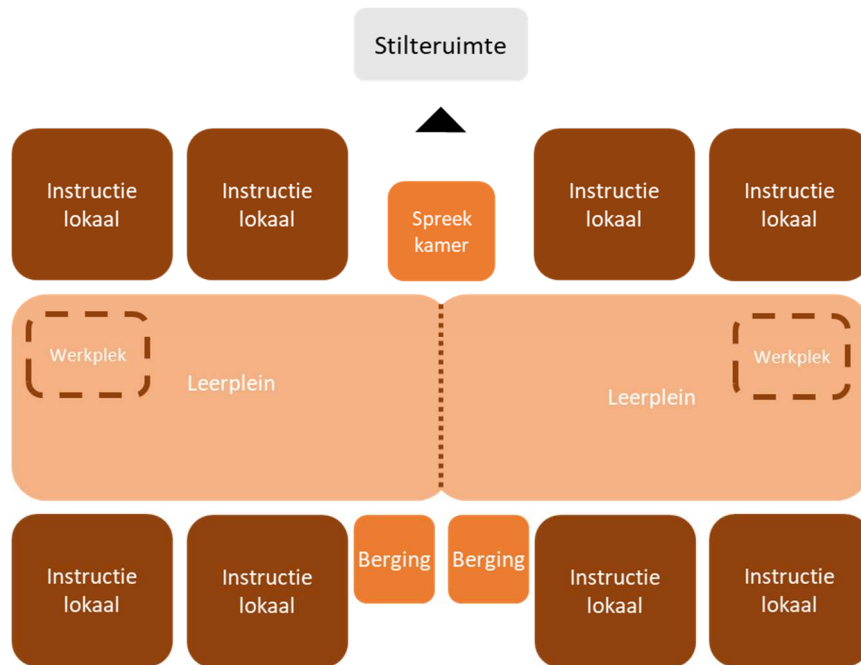 Stilteruimte
Instructie
lokaal
Instructie
lokaal
Spreek
kamer
Instructie
lokaal
Instructie
lokaal
Werkplek
Leerplein
Werkplek
Leerplein
Instructie
lokaal
Instructie
lokaal
Berging
Berging
Instructie
lokaal
Instructie
lokaal